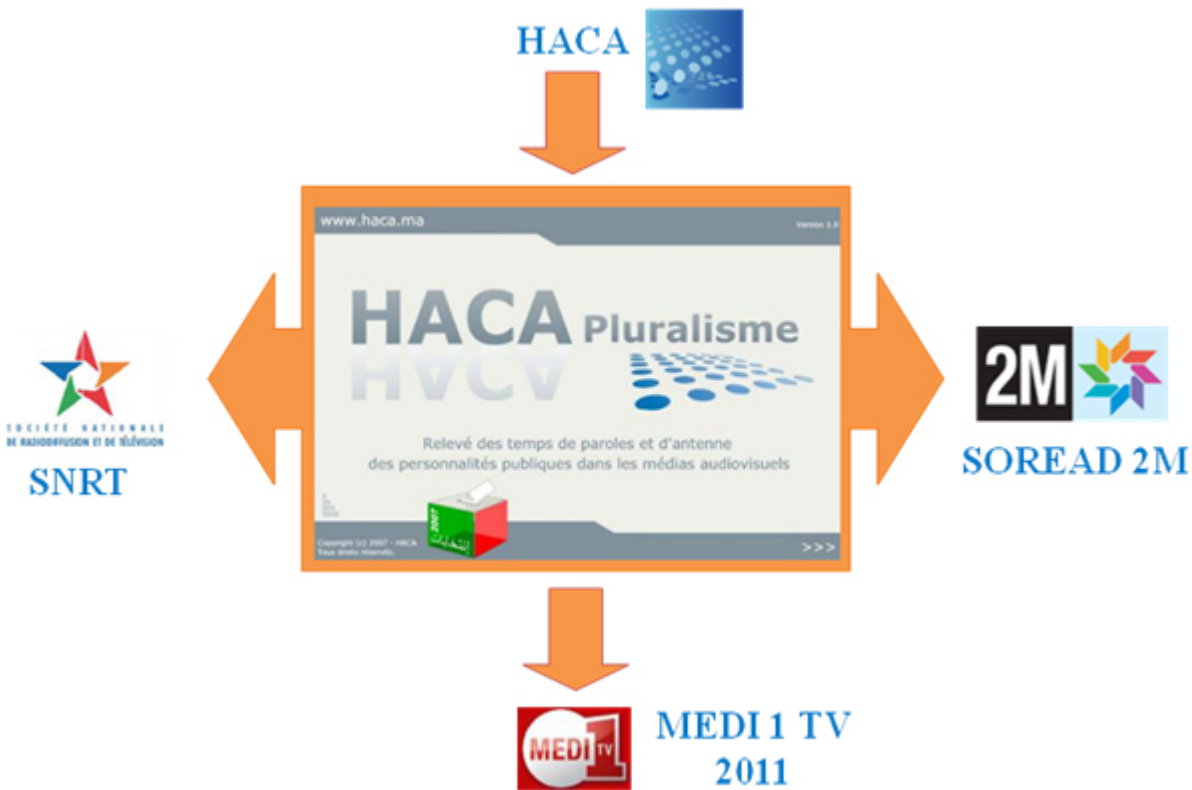 HACA
www.haca.ma
Version 1.0
HACA Pluralisme
Relevé des temps de paroles et d'antenne
des personnalités publiques dans les médias audiovisuels
2007
Copyright (c) 2007 - HACA
Tous droits réservés.
>>>
SOCIÉTÉ NATIONALE
DE RADIODIFFUSION ET DE TÉLÉVISION
SNRT
2M
SOREAD 2M
MEDI 1 TV
MEDI 1 TV
2011